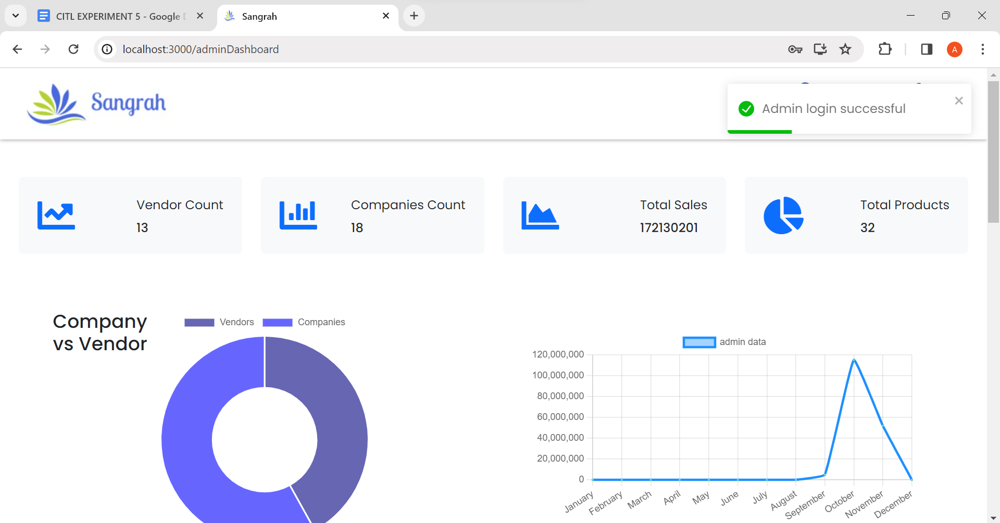 CITL EXPERIMENT 5 - Google
Sangrah
localhost:3000/adminDashboard
A
Sangrah
Admin login successful
Vendor Count
13
Companies Count
18
Total Sales
172130201
Total Products
32
Company
vs Vendor
Vendors
Companies
admin data
120,000,000
100,000,000
80,000,000
60,000,000
40,000,000
20,000,000
0
January
February
March
April
May
June
July
August
September
October
November
December